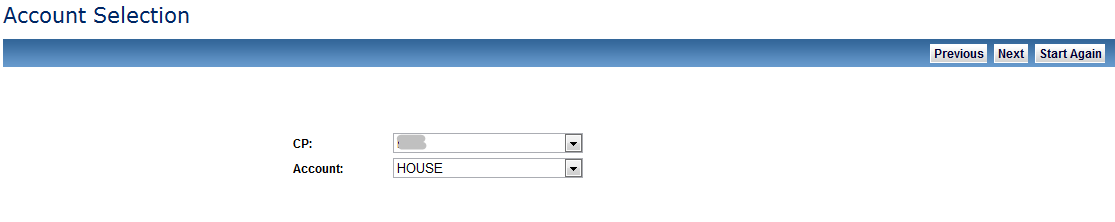 Account Selection
Previous Next Start Again
CP:
Account: HOUSE